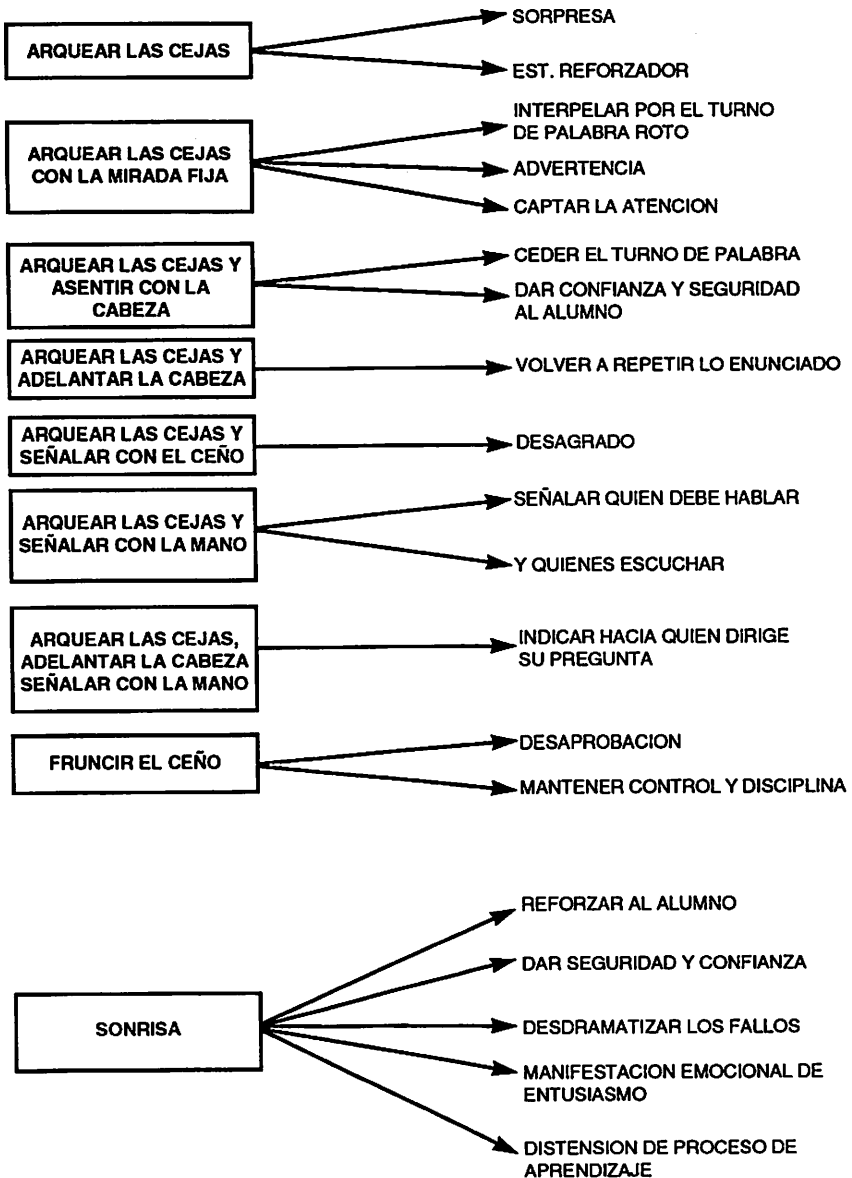 ARQUEAR LAS CEJAS
SORPRESA
EST. REFORZADOR
ARQUEAR LAS CEJAS
CON LA MIRADA FIJA
INTERPELAR POR EL TURNO
DE PALABRA ROTO
ADVERTENCIA
CAPTAR LA ATENCION
ARQUEAR LAS CEJAS Y
ASENTIR CON LA
CABEZA
CEDER EL TURNO DE PALABRA
DAR CONFIANZA Y SEGURIDAD
AL ALUMNO
ARQUEAR LAS CEJAS Y
ADELANTAR LA CABEZA
VOLVER A REPETIR LO ENUNCIADO
ARQUEAR LAS CEJAS Y
SEÑALAR CON EL CEÑO
DESAGRADO
ARQUEAR LAS CEJAS Y
SEÑALAR CON LA MANO
SEÑALAR QUIEN DEBE HABLAR
Y QUIENES ESCUCHAR
ARQUEAR LAS CEJAS,
ADELANTAR LA CABEZA
SEÑALAR CON LA MANO
INDICAR HACIA QUIEN DIRIGE
SU PREGUNTA
FRUNCIR EL CEÑO
DESAPROBACION
MANTENER CONTROL Y DISCIPLINA
SONRISA
REFORZAR AL ALUMNO
DAR SEGURIDAD Y CONFIANZA
DESDRAMATIZAR LOS FALLOS
MANIFESTACION EMOCIONAL DE
ENTUSIASMO
DISTENSION DE PROCESO DE
APRENDIZAJE